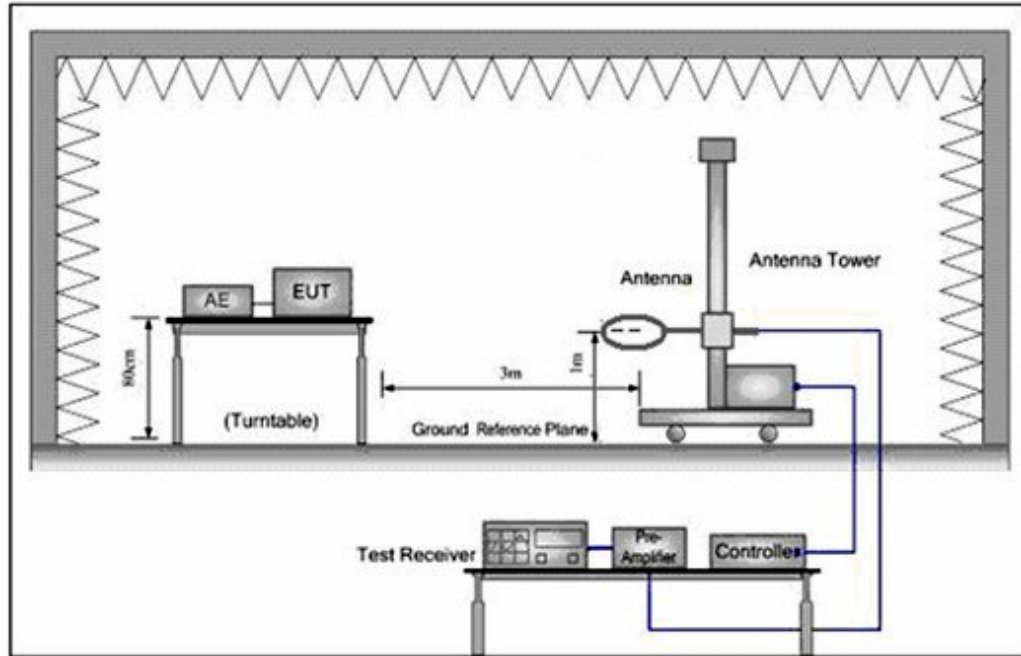 Antenna
Antenna Tower
AE
EUT
80cm
3m
1m
(Turntable)
Ground Reference Plane
Test Receiver
Pre-
Amplifier
Controller